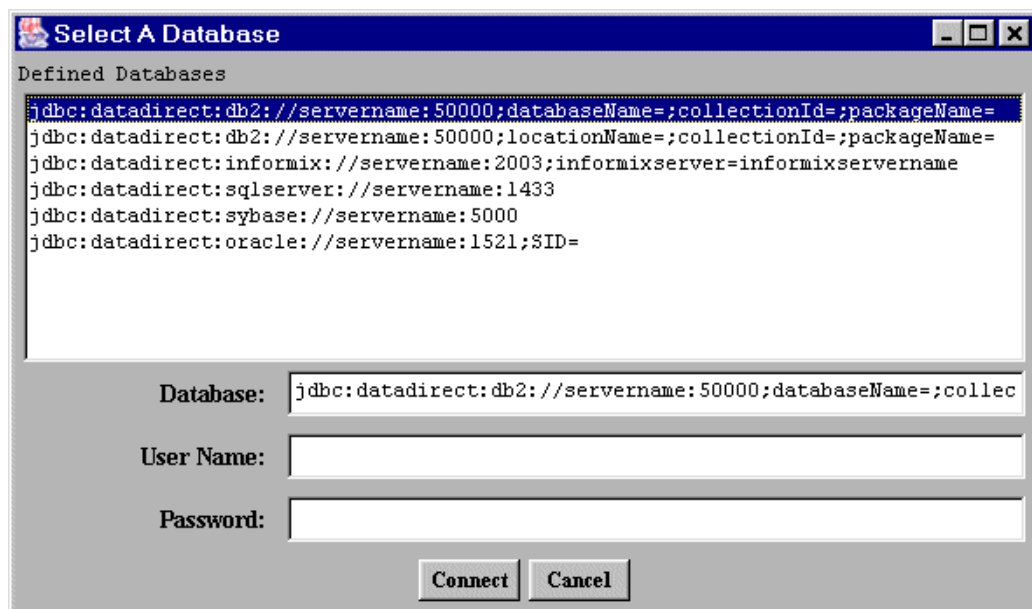 Select A Database
Defined Databases
jdbc:datadirect:db2://servername:50000;databaseName=;collectionId=;packageName=
jdbc:datadirect:db2://servername:50000;locationName=;collectionId=;packageName=
jdbc:datadirect:informix://servername:2003;informixserver=informixservername
jdbc:datadirect:sqlserver://servername:1433
jdbc:datadirect:sybase://servername:5000
jdbc:datadirect:oracle://servername:1521;SID=
Database: jdbc:datadirect:db2://servername:50000;databaseName=;collec
User Name:
Password:
Connect Cancel